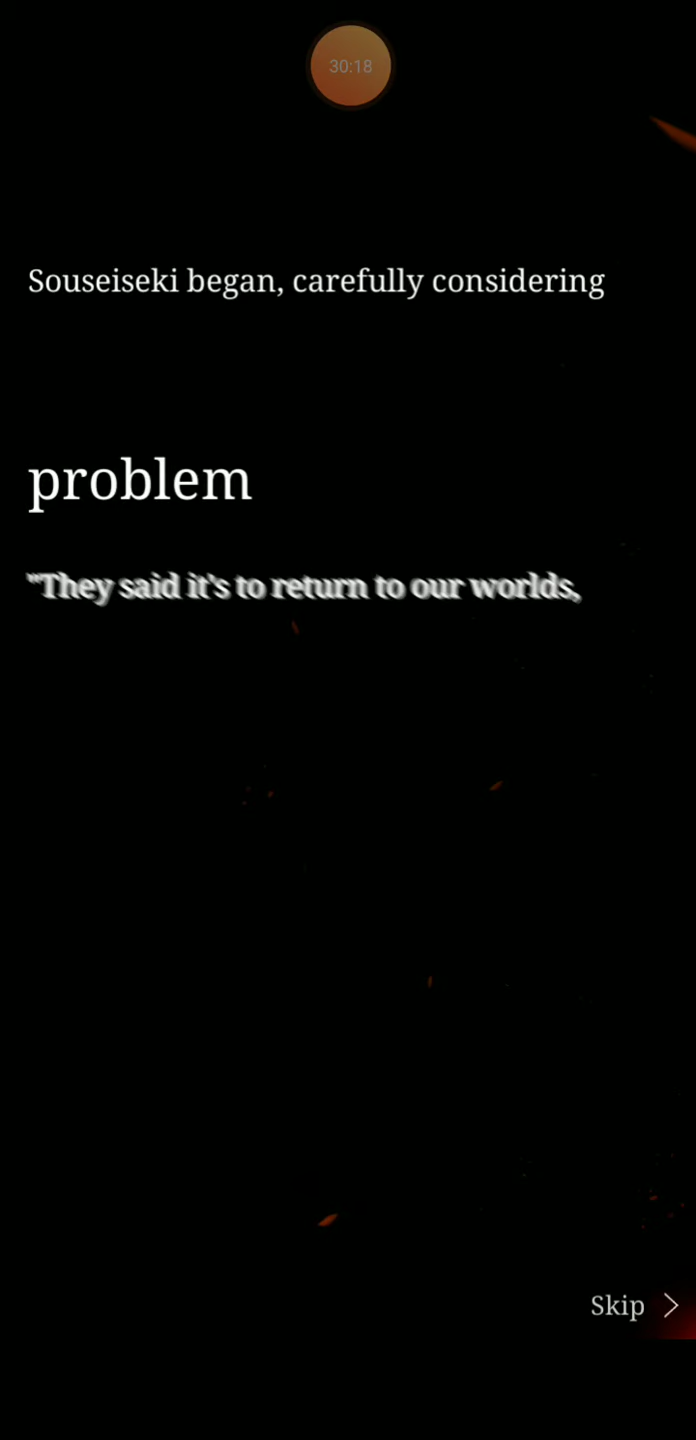 30:18
Souseiseki began, carefully considering
problem
"They said it's to return to our worlds,
Skip